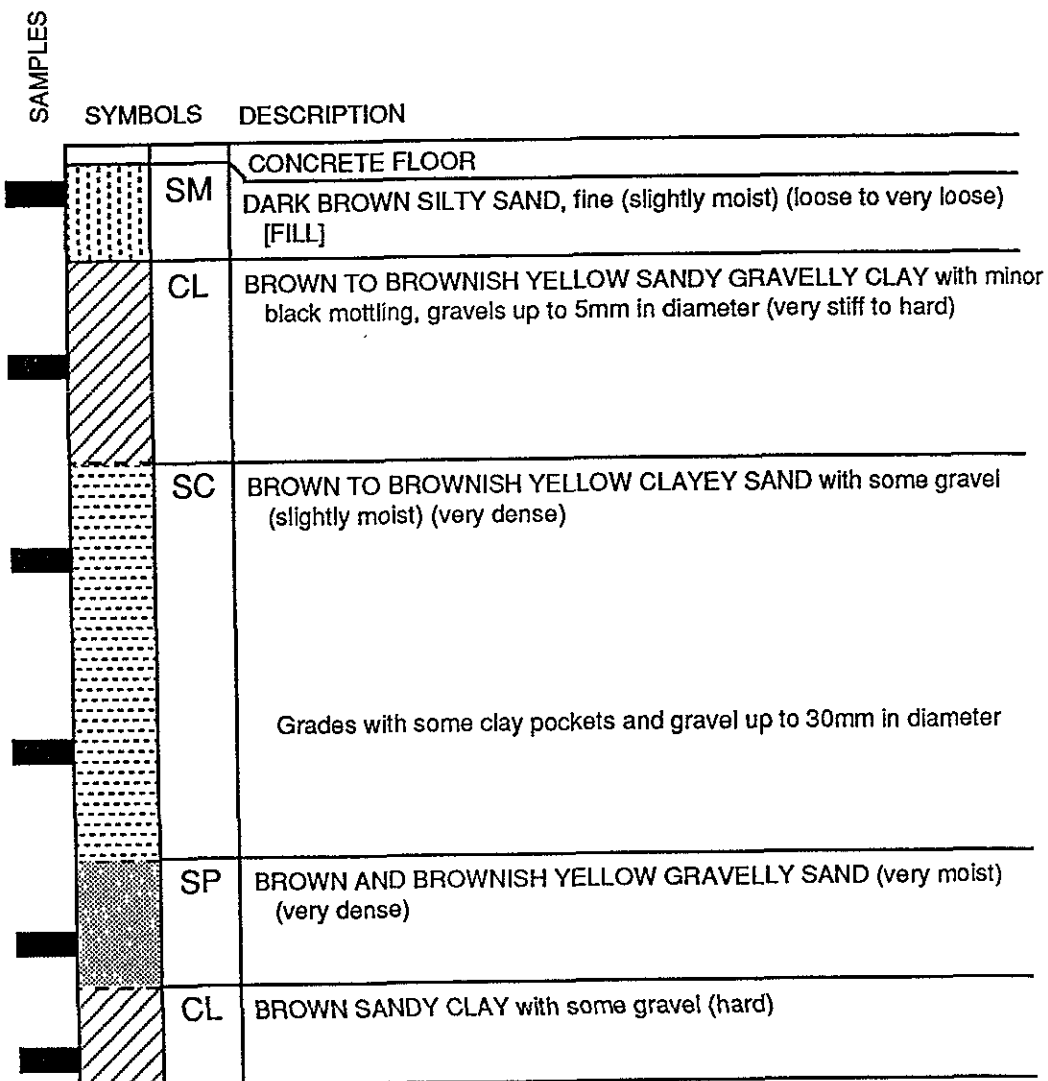 SAMPLES
SYMBOLS DESCRIPTION
CONCRETE FLOOR
SM DARK BROWN SILTY SAND, fine (slightly moist) (loose to very loose)
[FILL]
CL BROWN TO BROWNISH YELLOW SANDY GRAVELLY CLAY with minor
black mottling, gravels up to 5mm in diameter (very stiff to hard)
SC BROWN TO BROWNISH YELLOW CLAYEY SAND with some gravel
(slightly moist) (very dense)
Grades with some clay pockets and gravel up to 30mm in diameter
SP BROWN AND BROWNISH YELLOW GRAVELLY SAND (very moist)
(very dense)
CL BROWN SANDY CLAY with some gravel (hard)